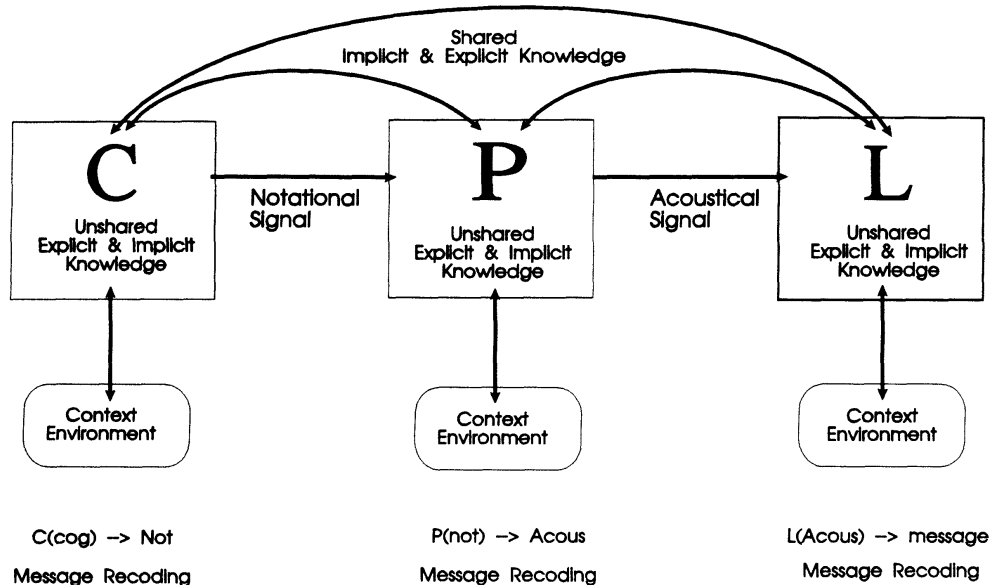 Shared
Implicit & Explicit Knowledge
C
Unshared
Explicit & Implicit
Knowledge
Notational
Signal
P
Unshared
Explicit & Implicit
Knowledge
Acoustical
Signal
L
Unshared
Explicit & Implicit
Knowledge
Context
Environment
Context
Environment
Context
Environment
C(cog) -> Not
Message Recoding
P(not) -> Acous
Message Recoding
L(Acous) -> message
Message Recoding